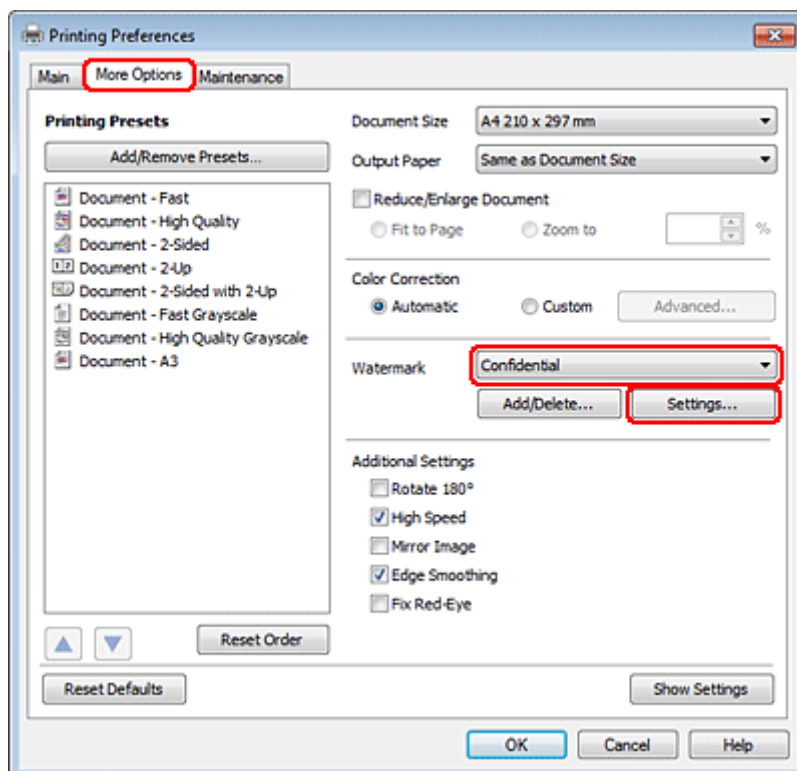 Printing Preferences
Main
More Options
Maintenance
Printing Presets
Add/Remove Presets...
Document - Fast
Document - High Quality
Document - 2-Sided
Document - 2-Up
Document - 2-Sided with 2-Up
Document - Fast Grayscale
Document - High Quality Grayscale
Document - A3
Reset Order
Document Size
A4 210 x 297 mm
Output Paper
Same as Document Size
Reduce/Enlarge Document
Fit to Page
Zoom to
%
Color Correction
Automatic
Custom
Advanced...
Watermark
Confidential
Add/Delete...
Settings...
Additional Settings
Rotate 180°
High Speed
Mirror Image
Edge Smoothing
Fix Red-Eye
Reset Defaults
Show Settings
OK
Cancel
Help